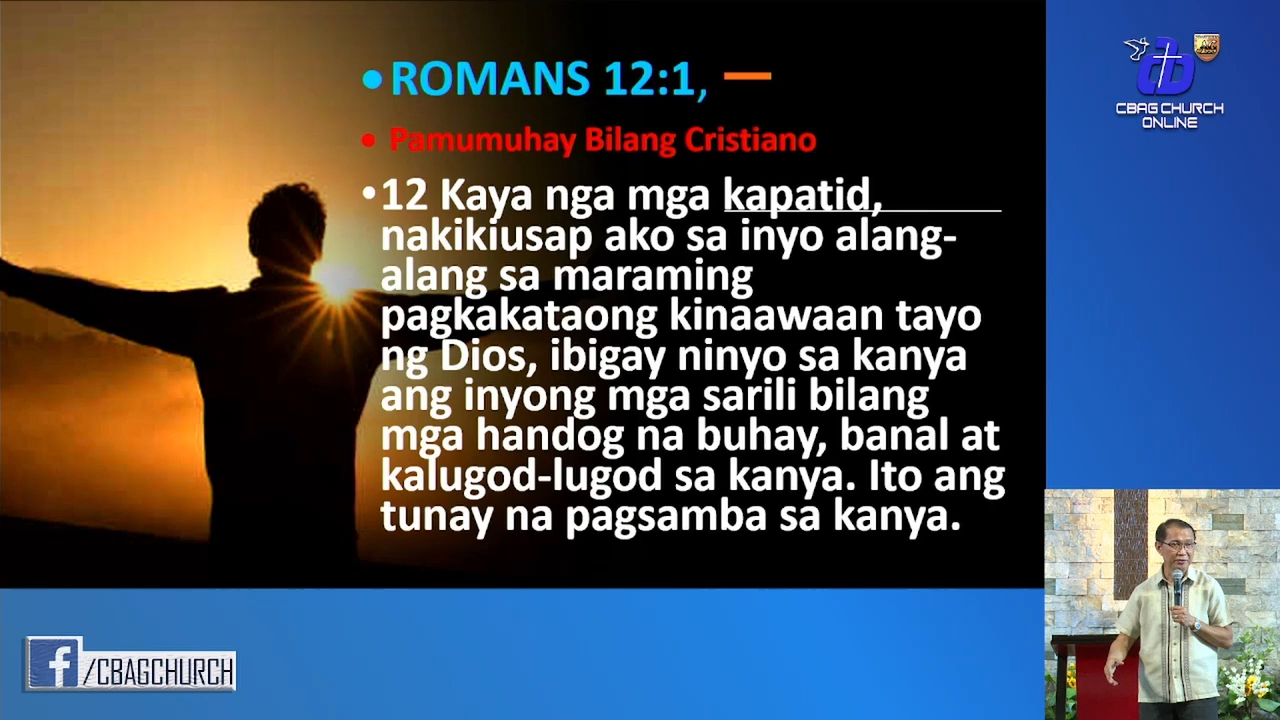 • ROMANS 12:1, —
• Pamumuhay Bilang Cristiano
• 12 Kaya nga mga kapatid,
nakikiusap ako sa inyo alang-
alang sa maraming
pagkakataong kinaawaan tayo
ng Dios, ibigay ninyo sa kanya
ang inyong mga sarili bilang
mga handog na buhay, banal at
kalugod-lugod sa kanya. Ito ang
tunay na pagsamba sa kanya.
CBAG CHURCH
ONLINE
f/CBAGCHURCH